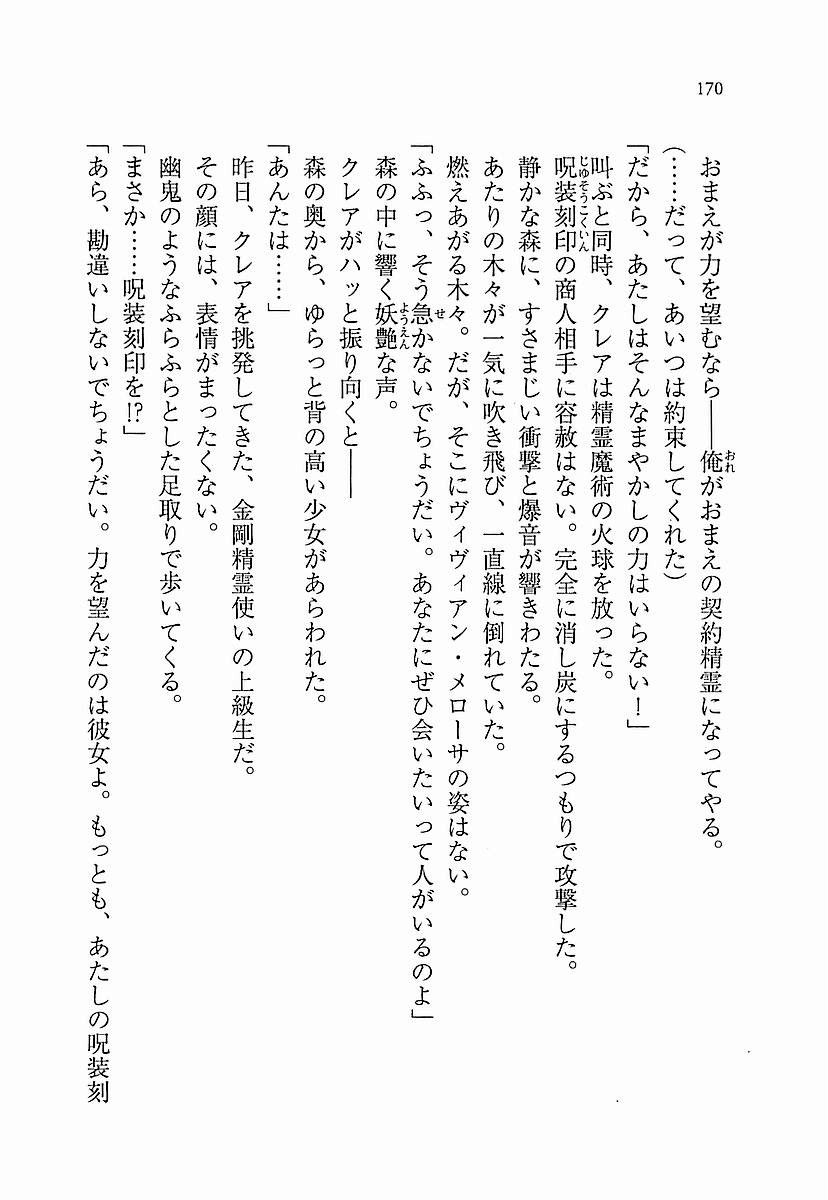 170
おまえが力を望むなら――俺がおまえの契約精霊になってやる。
(……だって、あいつは約束してくれた)
「だから、あたしはそんなまやかしの力はいらない!」
叫ぶと同時、クレアは精霊魔術の火球を放った。
呪装刻印の商人相手に容赦はない。完全に消し炭にするつもりで攻撃した。
静かな森に、すさまじい衝撃と爆音が響きわたる。
あたりの木々が一気に吹き飛び、一直線に倒れていた。
燃えあがる木々。だが、そこにヴィヴィアン・メローサの姿はない。
「ふふっ、そう急かないでちょうだい。あなたにぜひ会いたいって人がいるのよ」
森の中に響く妖艶な声。
クレアがハッと振り向くと――
森の奥から、ゆらっと背の高い少女があらわれた。
「あんたは……」
昨日、クレアを挑発してきた、金剛精霊使いの上級生だ。
その顔には、表情がまったくない。
幽鬼のようなふらふらとした足取りで歩いてくる。
「まさか……呪装刻印を!?」
「あら、勘違いしないでちょうだい。力を望んだのは彼女よ。もっとも、あたしの呪装刻